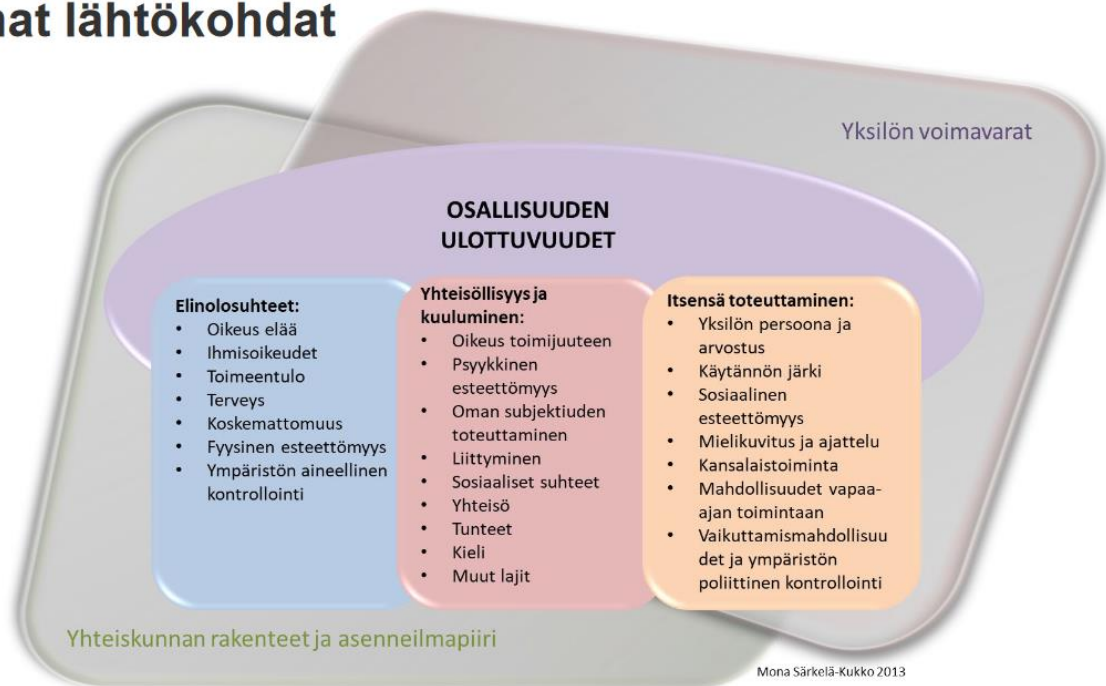 lähtökohdat
Yksilön voimavarat
OSALLISUUDEN
ULOTTUVUUDET
Elinolosuhteet:
• Oikeus elää
• Ihmisoikeudet
• Toimeentulo
• Terveys
• Koskemattomuus
• Fyysinen esteettömyys
• Ympäristön aineellinen
kontrollointi
Yhteisöllisyys ja
kuuluminen:
• Oikeus toimijuuteen
• Psyykkinen
esteettömyys
• Oman subjektiuden
toteuttaminen
• Liittyminen
• Sosiaaliset suhteet
• Yhteisö
• Tunteet
• Kieli
• Muut lajit
Itsensä toteuttaminen:
• Yksilön persoona ja
arvostus
• Käytännön järki
• Sosiaalinen
esteettömyys
• Mielikuvitus ja ajattelu
• Kansalaistoiminta
• Mahdollisuudet vapaa-
ajan toimintaan
• Vaikuttamismahdollisuu
det ja ympäristön
poliittinen kontrollointi
Yhteiskunnan rakenteet ja asenneilmapiiri
Mona Särkelä-Kukko 2013